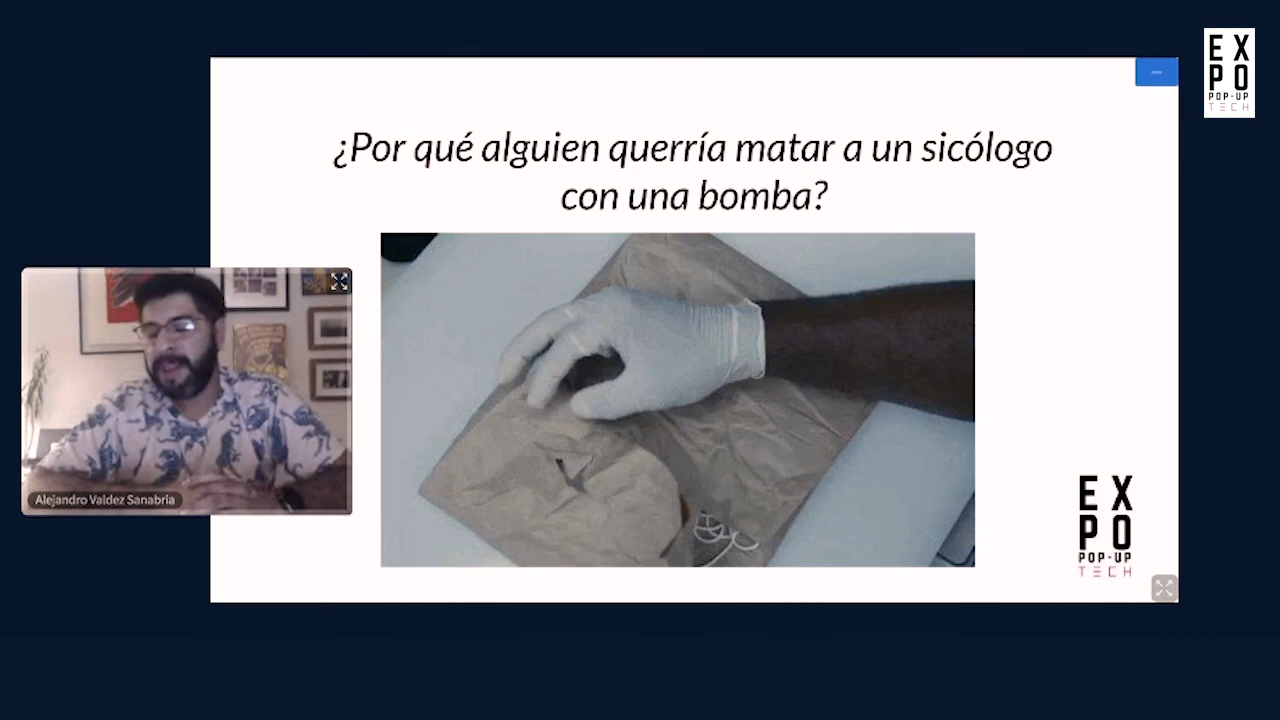 ¿Por qué alguien querría matar a un sicólogo
con una bomba?
Alejandro Valdez Sanabria
EX
PO
POP-UP
TECH
EX
PO
POP-UP
TECH